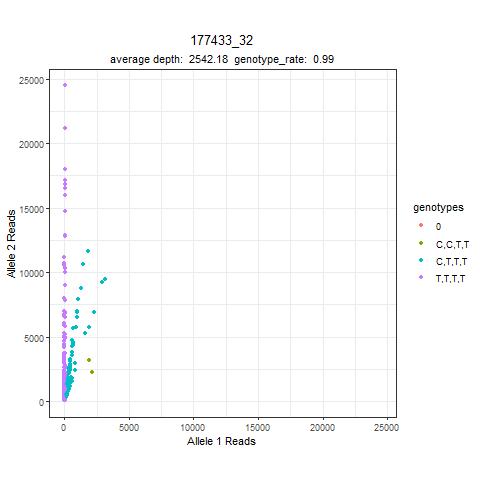 177433_32
average depth:  2542.18  genotype_rate:  0.99
25000
20000
15000
10000
5000
0
Allele 2 Reads
0 5000 10000 15000 20000 25000
Allele 1 Reads
genotypes
0
C,C,T,T
C,T,T,T
T,T,T,T